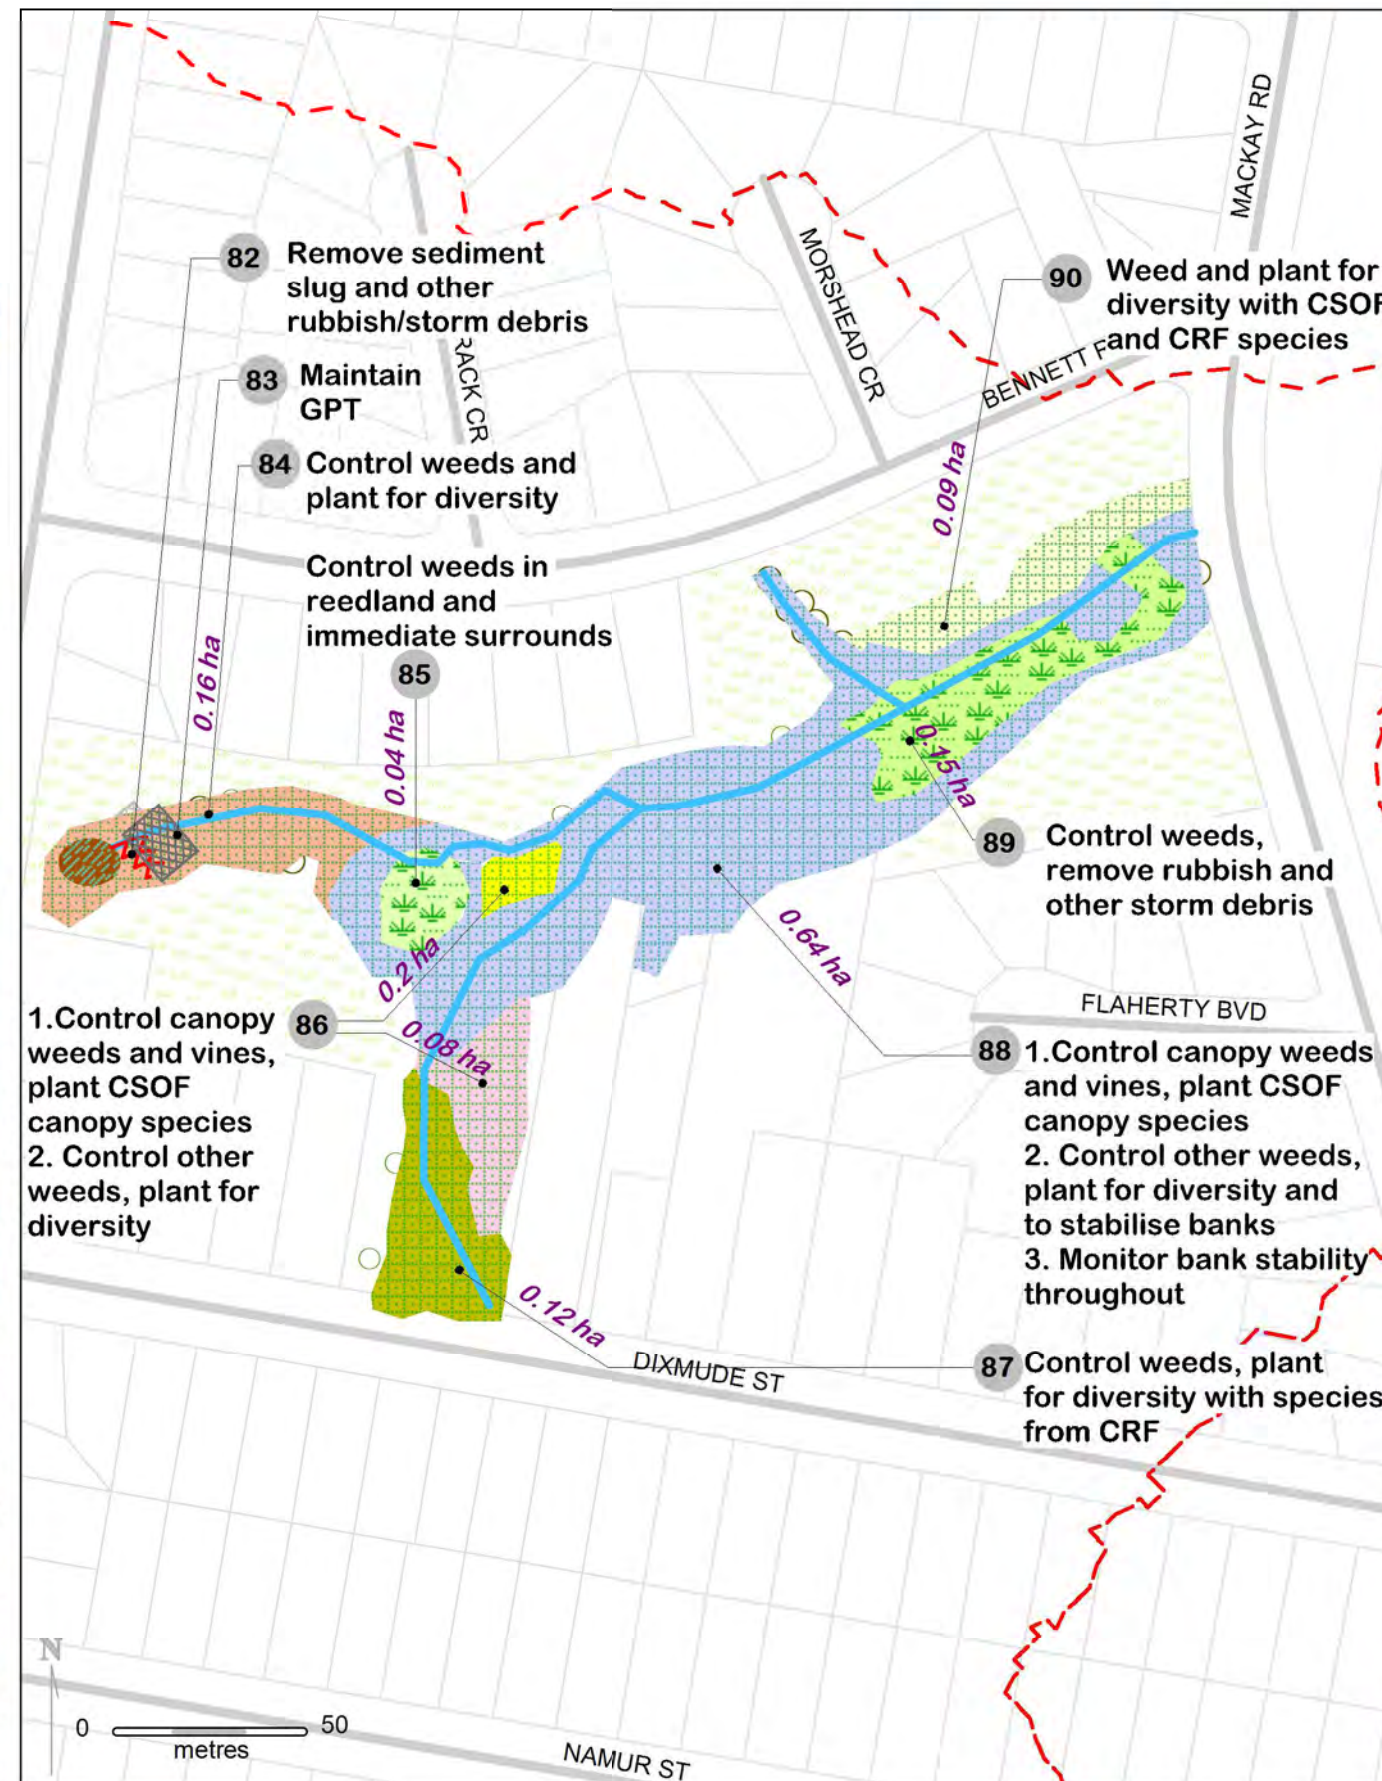 MACKAY RD
82 Remove sediment
slug and other
rubbish/storm debris
83 Maintain
GPT
RACK CR
84 Control weeds and
plant for diversity
Control weeds in
reedland and
immediate surrounds
85
MORSHEAD CR
90 Weed and plant for
diversity with CSOF
and CRF species
BENNETT
0.09 ha
0.16 ha
0.04 ha
0.15 ha
89 Control weeds,
remove rubbish and
other storm debris
0.64 ha
0.2 ha
0.08 ha
86
1.Control canopy
weeds and vines,
plant CSOF
canopy species
2. Control other
weeds, plant for
diversity
FLAHERTY BVD
88 1.Control canopy weeds
and vines, plant CSOF
canopy species
2. Control other weeds,
plant for diversity and
to stabilise banks
3. Monitor bank stability
throughout
0.12 ha
DIXMUDE ST
87 Control weeds, plant
for diversity with species
from CRF
N
0 50
metres
NAMUR ST